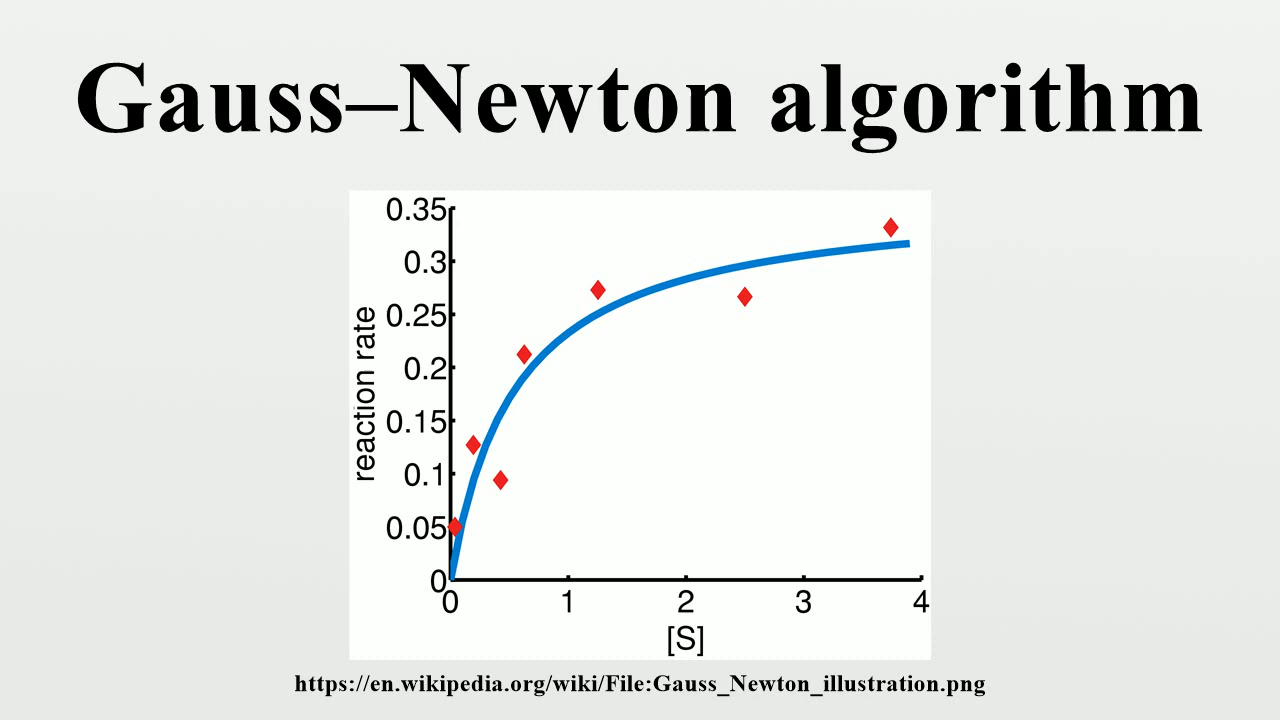 Gauss–Newton algorithm
0.35
0.3
0.25
0.2
0.15
0.1
0.05
0
reaction rate
0 1 2 3 4
[S]
https://en.wikipedia.org/wiki/File:Gauss_Newton_illustration.png